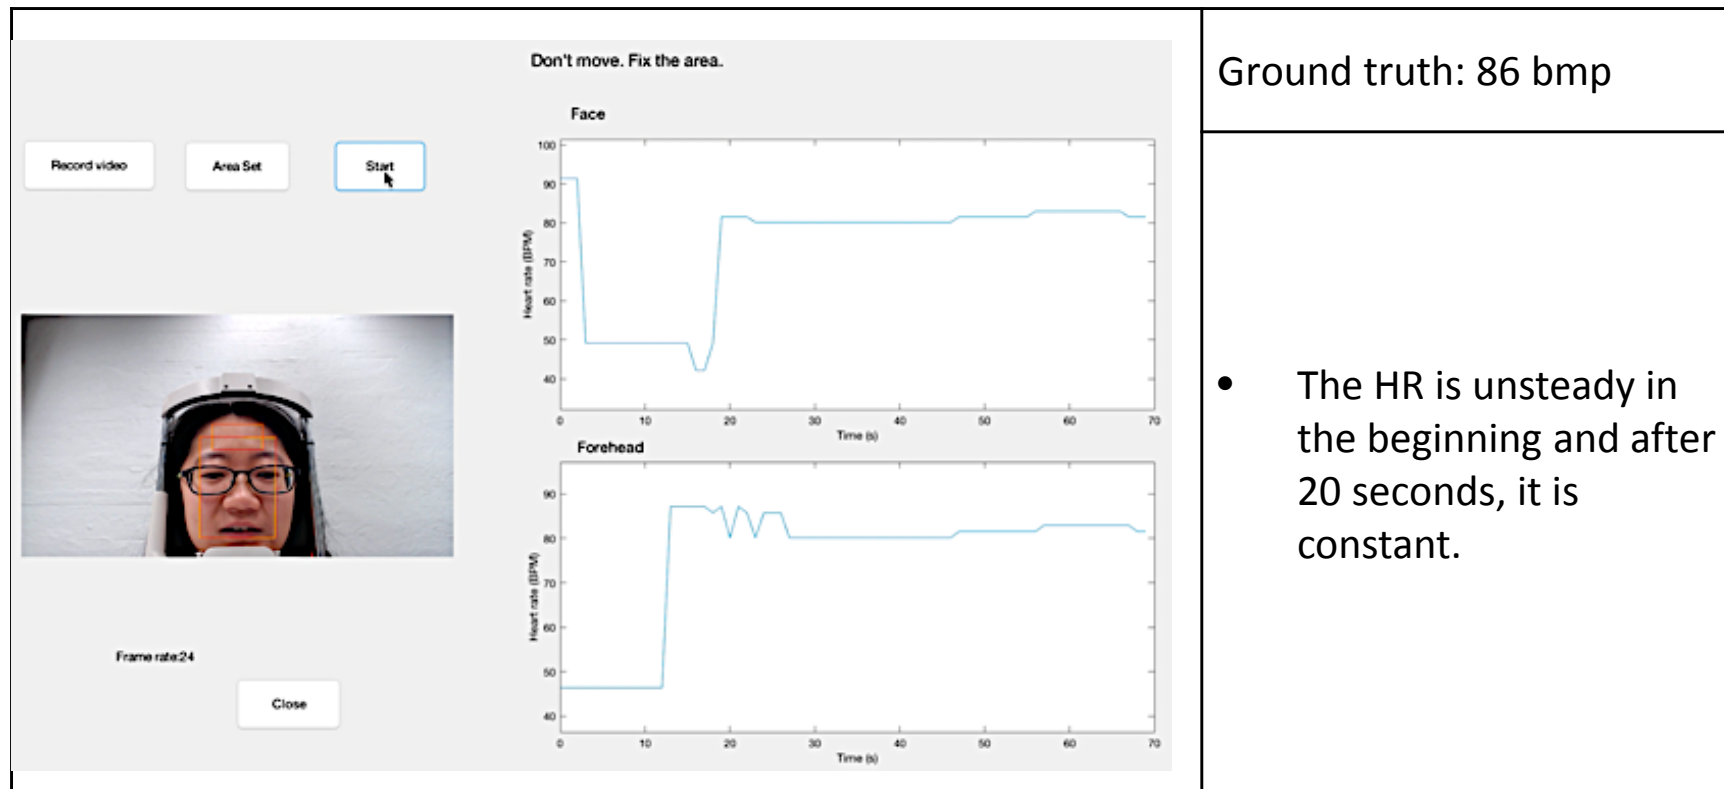 Don't move. Fix the area.
Record video
Area Set
Start
Frame rate:24
Close
Face
100
90
80
70
60
50
40
Heart rate (BPM)
0 10 20 30 40 50 60 70
Time (s)
Forehead
90
80
70
60
50
40
Heart rate (BPM)
0 10 20 30 40 50 60 70
Time (s)
Ground truth: 86 bmp
• The HR is unsteady in
the beginning and after
20 seconds, it is
constant.